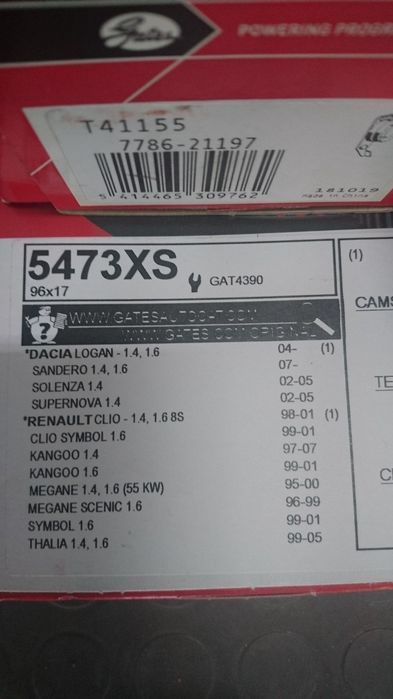 Gates
POWERING PROGR
T41155
7786-21197
5 414465 309762
181019
Made in China
5473XS
96x17
GAT4390
WWW.GATESAUTOCAT.COM
WWW.GATES.COM/ORIGINAL
*DACIA LOGAN - 1.4, 1.6 04- (1)
SANDERO 1.4, 1.6 07-
SOLENZA 1.4 02-05
SUPERNOVA 1.4 02-05
*RENAULT CLIO - 1.4, 1.6 8S 98-01 (1)
CLIO SYMBOL 1.6 99-01
KANGOO 1.4 97-07
KANGOO 1.6 99-01
MEGANE 1.4, 1.6 (55 KW) 95-00
MEGANE SCENIC 1.6 96-99
SYMBOL 1.6 99-01
THALIA 1.4, 1.6 99-05
(1)
CAMS
TE